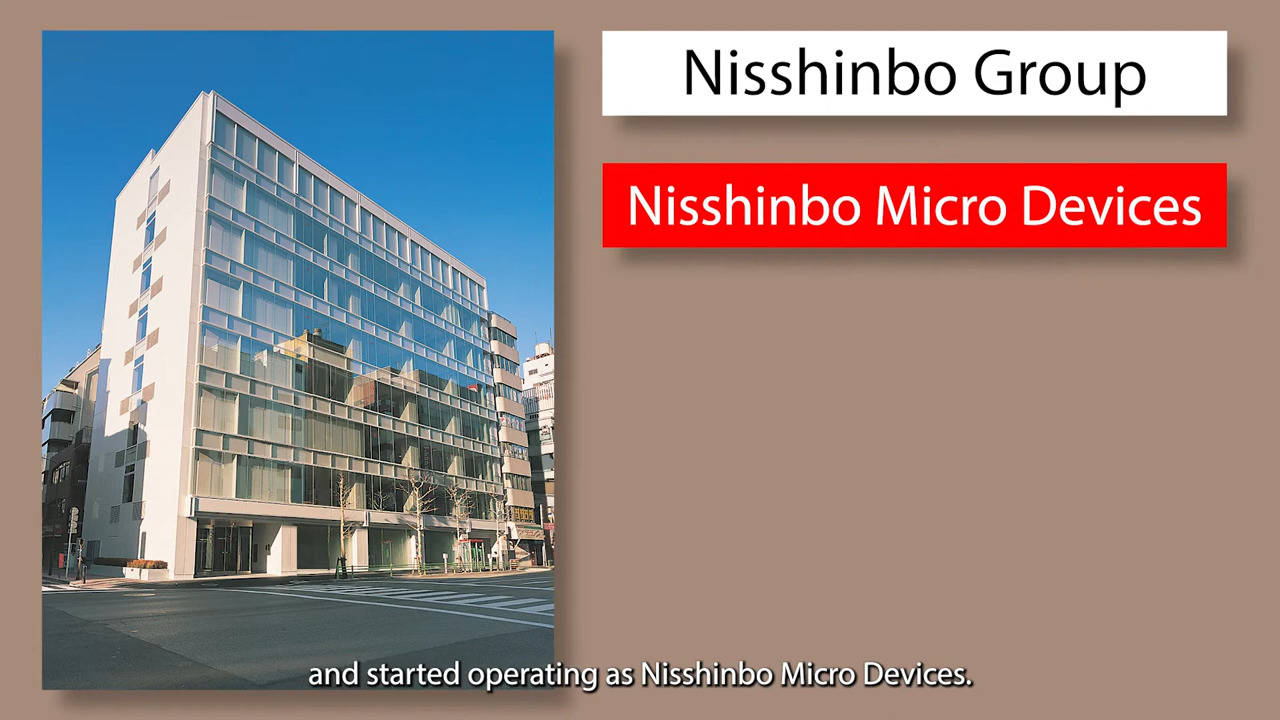 Nisshinbo Group
Nisshinbo Micro Devices
and started operating as Nisshinbo Micro Devices.